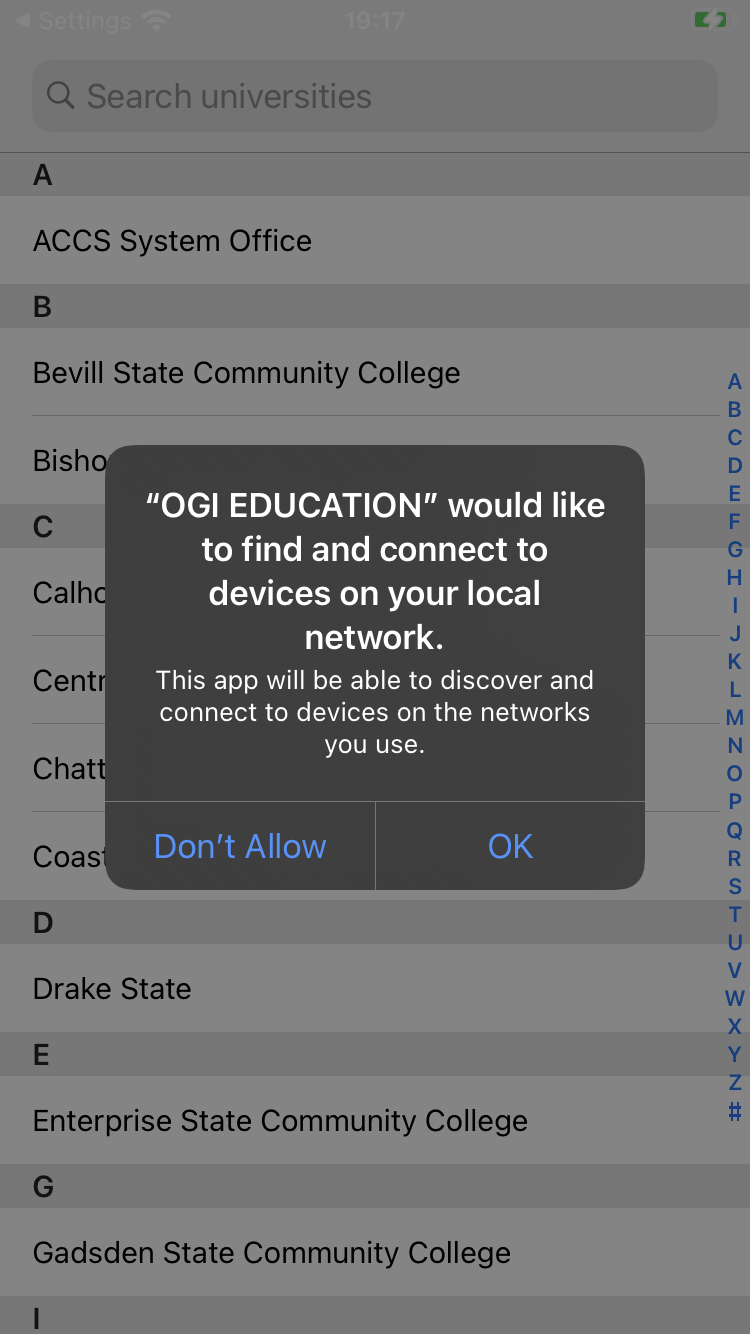 Settings 19:17
Search universities
A
ACCS System Office
B
Bevill State Community College
Bisho
C
Calho
Centr
Chatt
Coast
D
Drake State
E
Enterprise State Community College
G
Gadsden State Community College
I
“OGI EDUCATION” would like
to find and connect to
devices on your local
network.
This app will be able to discover and
connect to devices on the networks
you use.
Don’t Allow OK
A
B
C
D
E
F
G
H
I
J
K
L
M
N
O
P
Q
R
S
T
U
V
W
X
Y
Z
#